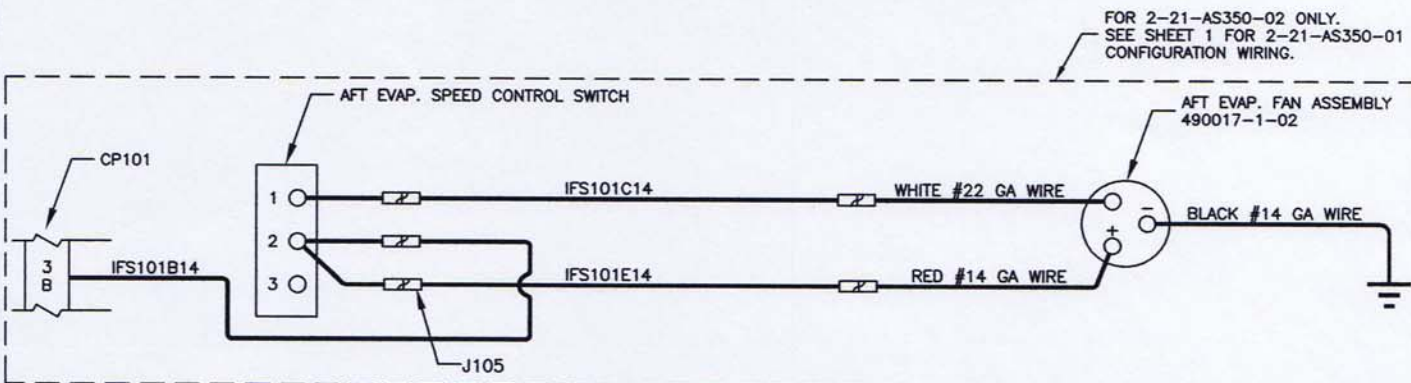 FOR 2-21-AS350-02 ONLY.
SEE SHEET 1 FOR 2-21-AS350-01
CONFIGURATION WIRING.
AFT EVAP. SPEED CONTROL SWITCH
AFT EVAP. FAN ASSEMBLY
490017-1-02
CP101
1
IFS101C14
WHITE #22 GA WIRE
-
BLACK #14 GA WIRE
2
+
3
B
IFS101B14
3
IFS101E14
RED #14 GA WIRE
J105